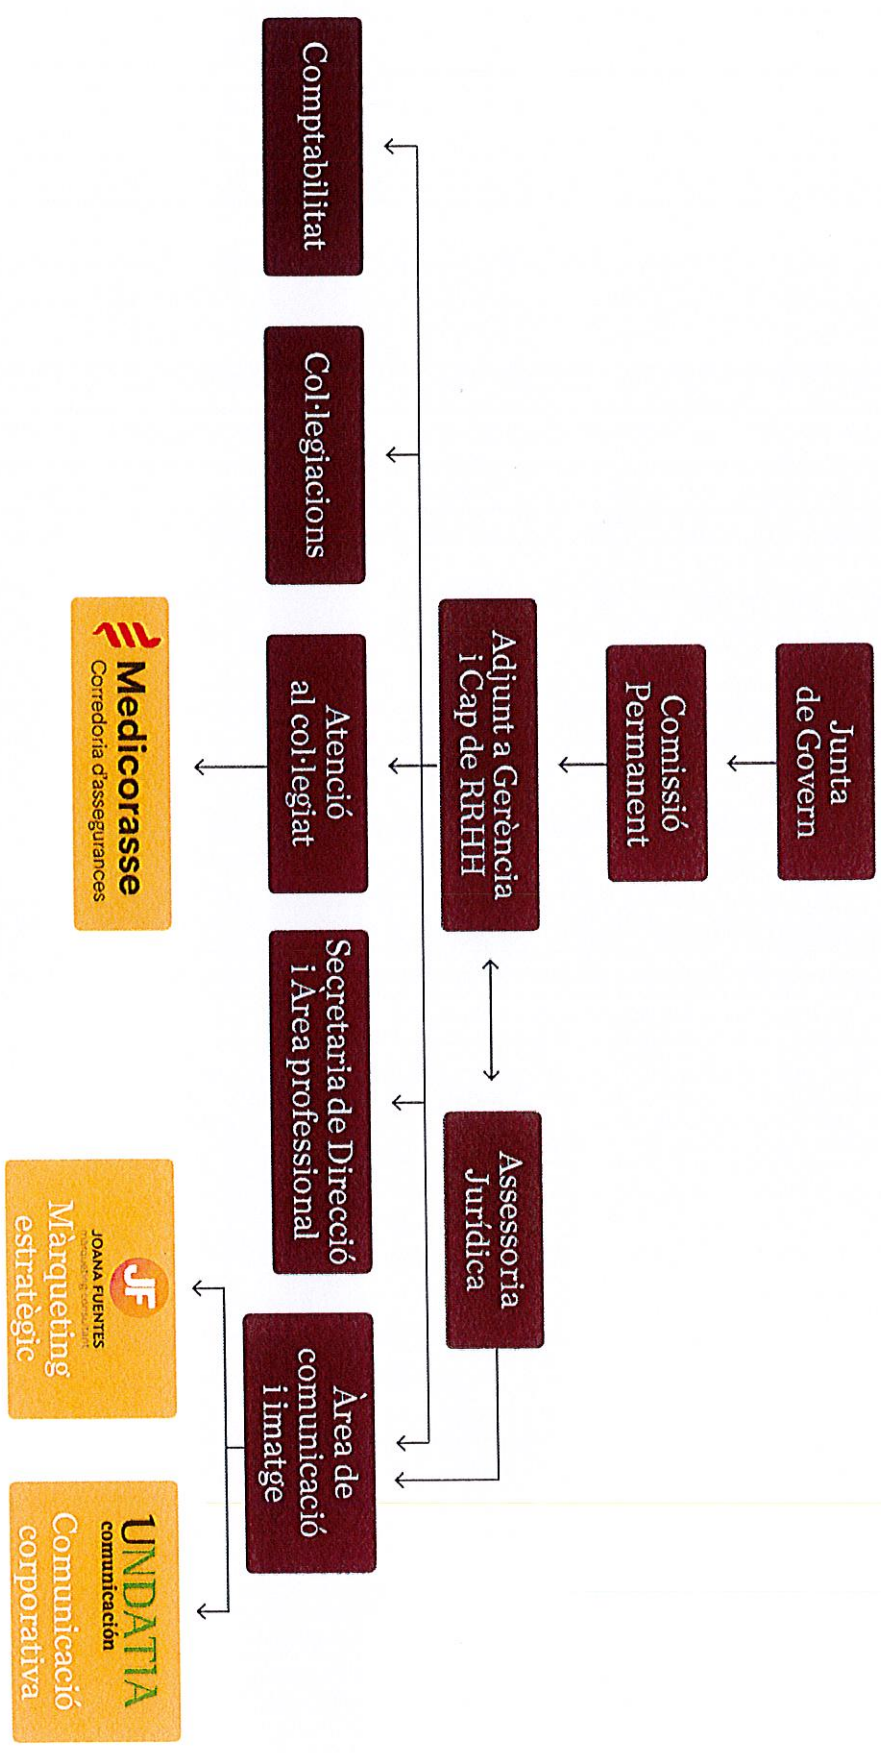 Junta
de Govern
Comissió
Permanent
Adjunt a Gerència
i Cap de RRHH
Assessoria
Jurídica
Comptabilitat
Col·legiacions
Atenció
al col·legiat
Secretaria de Direcció
i Àrea professional
Àrea de
comunicació
i imatge
Medicorasse
Corredoria d'assegurances
JF
JOANA FUENTES
marqueting consultant
Màrqueting
estratègic
UNDATIA
comunicación
Comunicació
corporativa